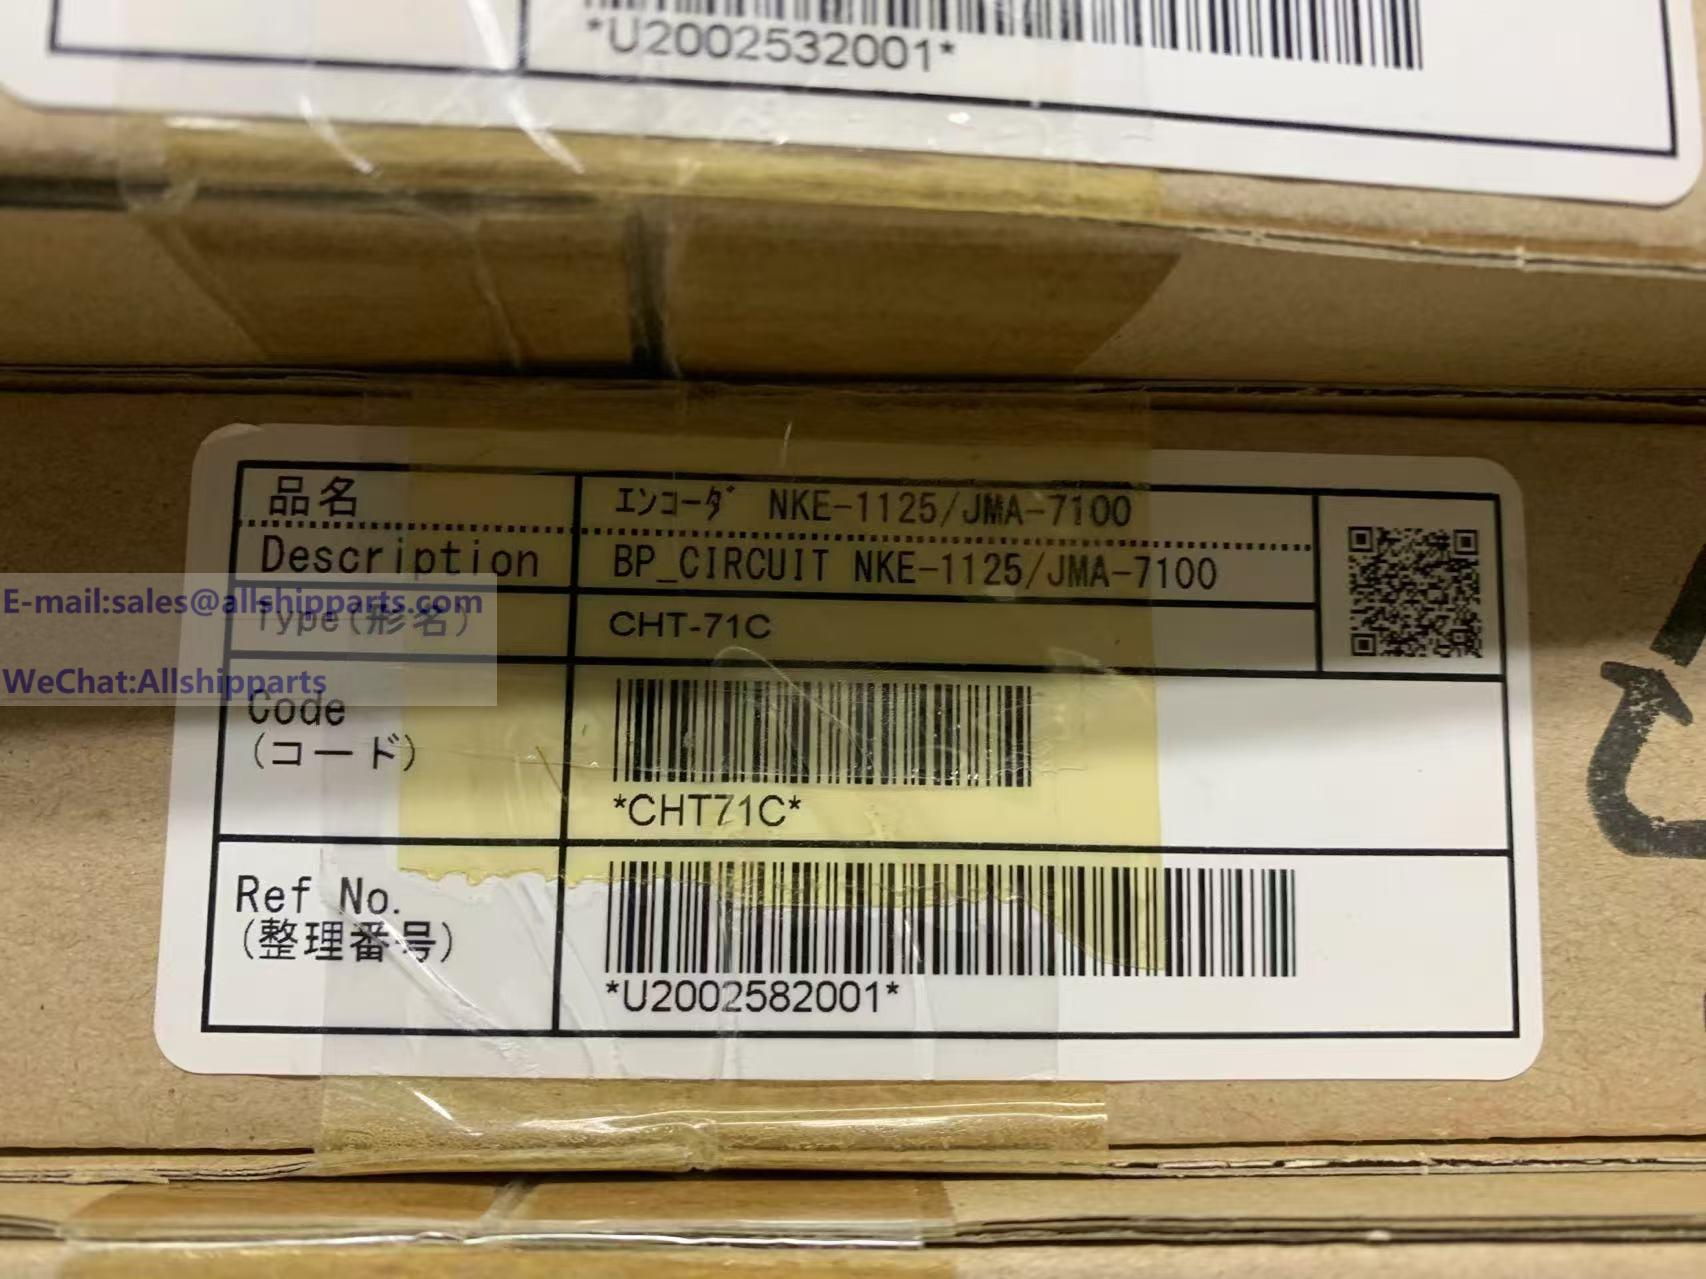 *U2002532001*
品名 ｴﾝｺｰﾀﾞ NKE-1125/JMA-7100
Description BP_CIRCUIT NKE-1125/JMA-7100
E-mail:sales@allshipparts.com
Type(形名) CHT-71C
WeChat:Allshipparts
Code
(コード)
*CHT71C*
Ref No.
(整理番号)
*U2002582001*